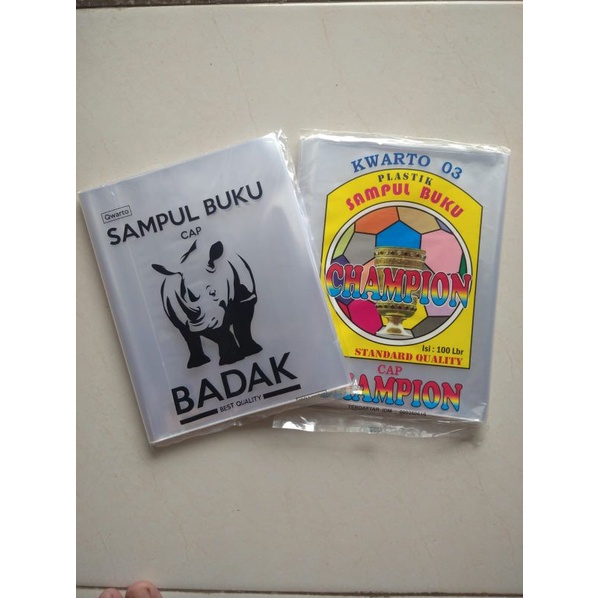 Qwarto
SAMPUL BUKU
CAP
BADAK
BEST QUALITY
KWARTO 03
PLASTIK
SAMPUL BUKU
CHAMPION
isi : 100 Lbr
STANDARD QUALITY
CAP
CHAMPION